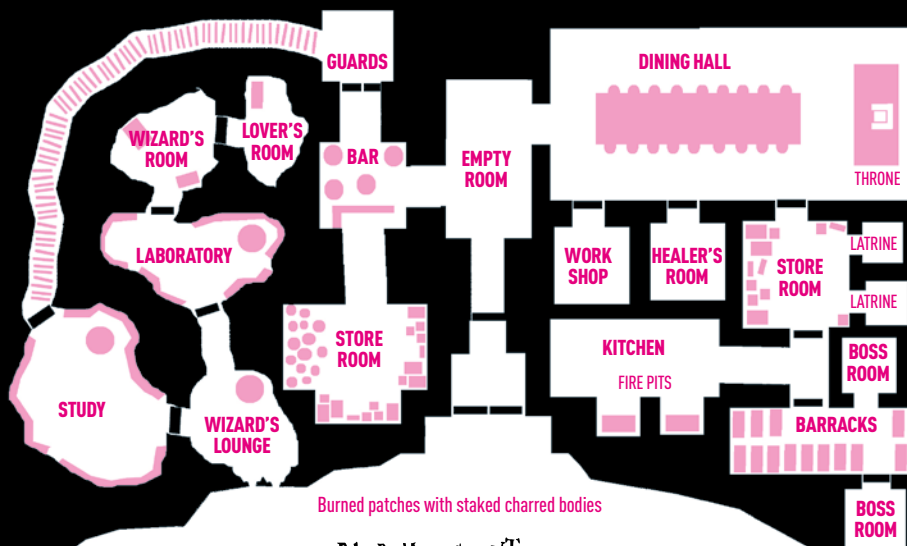 GUARDS
DINING HALL
WIZARD'S
ROOM
LOVER'S
ROOM
BAR
EMPTY
ROOM
THRONE
LABORATORY
WORK
SHOP
HEALER'S
ROOM
STORE
ROOM
LATRINE
LATRINE
STORE
ROOM
KITCHEN
FIRE PITS
BOSS
ROOM
STUDY
WIZARD'S
LOUNGE
BARRACKS
Burned patches with staked charred bodies
BOSS
ROOM